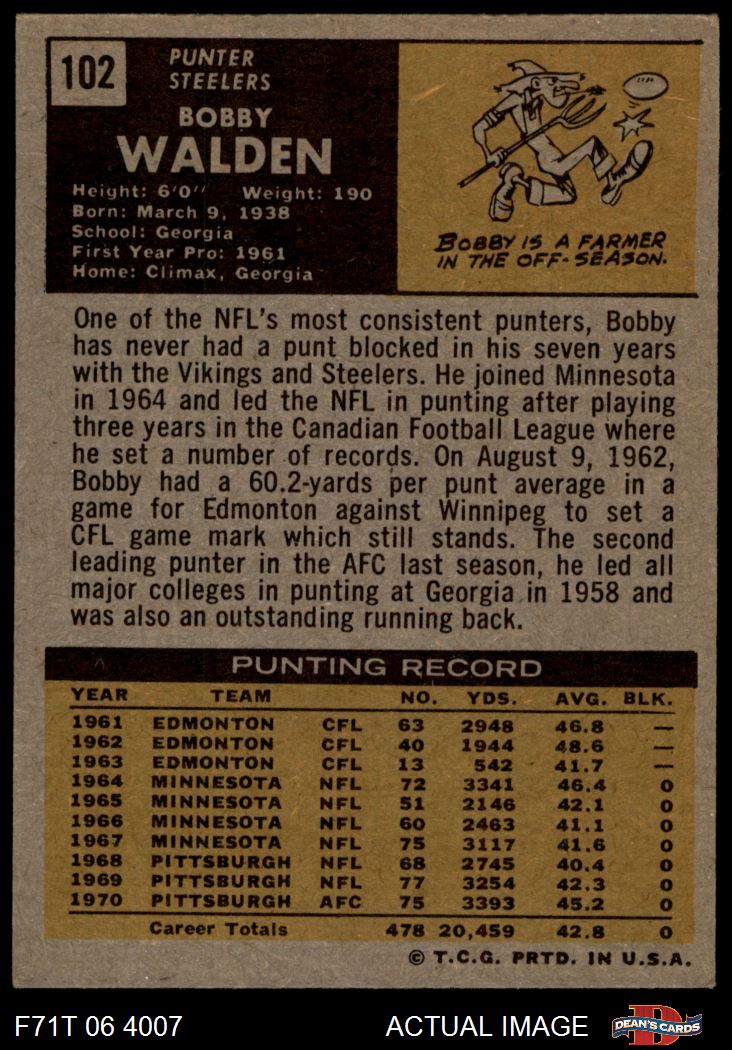 102
PUNTER
STEELERS
BOBBY
WALDEN
Height: 6'0" Weight: 190
Born: March 9, 1938
School: Georgia
First Year Pro: 1961
Home: Climax, Georgia
BOBBY IS A FARMER
IN THE OFF-SEASON.
One of the NFL's most consistent punters, Bobby
has never had a punt blocked in his seven years
with the Vikings and Steelers. He joined Minnesota
in 1964 and led the NFL in punting after playing
three years in the Canadian Football League where
he set a number of records. On August 9, 1962,
Bobby had a 60.2-yards per punt average in a
game for Edmonton against Winnipeg to set a
CFL game mark which still stands. The second
leading punter in the AFC last season, he led all
major colleges in punting at Georgia in 1958 and
was also an outstanding running back.
PUNTING RECORD
YEAR TEAM NO. YDS. AVG. BLK.
1961 EDMONTON CFL 63 2948 46.8 —
1962 EDMONTON CFL 40 1944 48.6 —
1963 EDMONTON CFL 13 542 41.7 —
1964 MINNESOTA NFL 72 3341 46.4 0
1965 MINNESOTA NFL 51 2146 42.1 0
1966 MINNESOTA NFL 60 2463 41.1 0
1967 MINNESOTA NFL 75 3117 41.6 0
1968 PITTSBURGH NFL 68 2745 40.4 0
1969 PITTSBURGH NFL 77 3254 42.3 0
1970 PITTSBURGH AFC 75 3393 45.2 0
Career Totals 478 20,459 42.8 0
© T.C.G. PRTD. IN U.S.A.
F71T 06 4007 ACTUAL IMAGE
D
DEAN'S CARDS